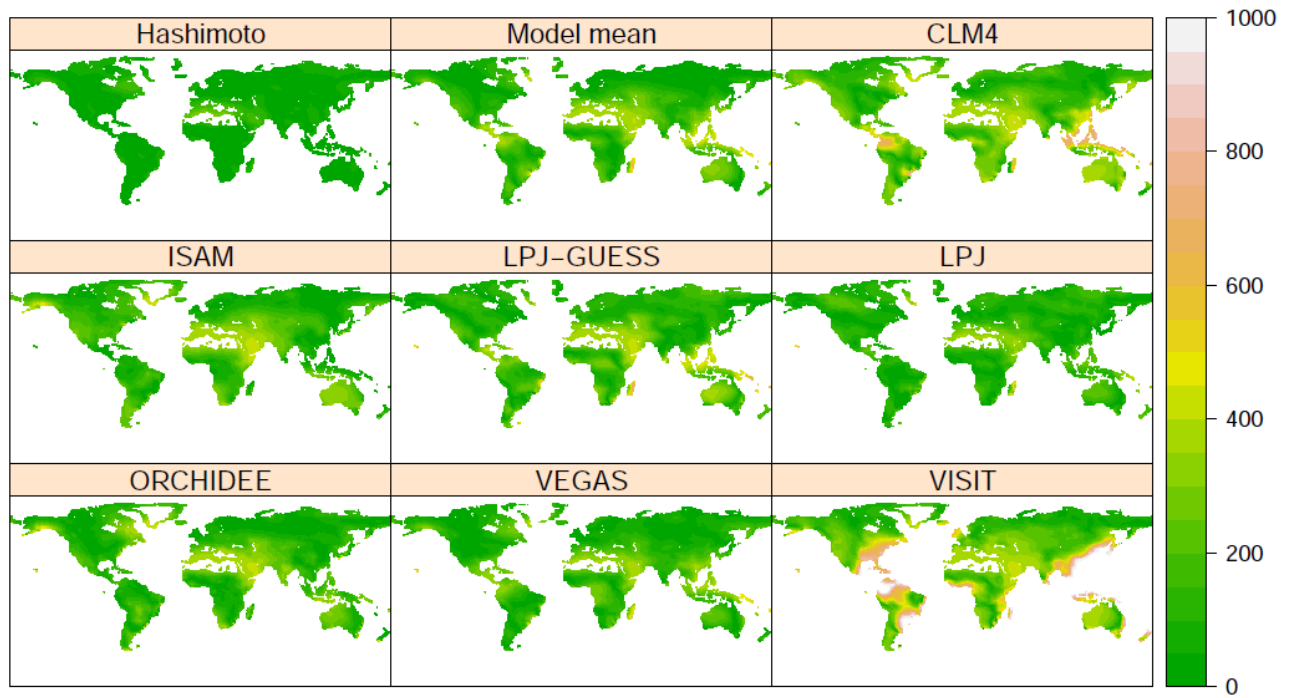 Hashimoto
Model mean
CLM4
ISAM
LPJ−GUESS
LPJ
ORCHIDEE
VEGAS
VISIT
1000
800
600
400
200
0